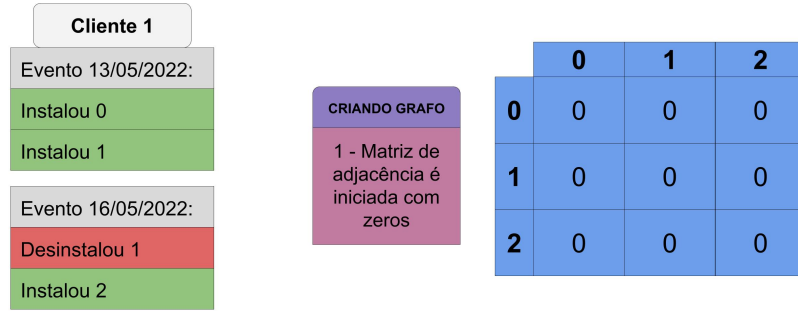 Cliente 1
Evento 13/05/2022:
Instalou 0
Instalou 1
Evento 16/05/2022:
Desinstalou 1
Instalou 2
CRIANDO GRAFO
1 - Matriz de
adjacência é
iniciada com
zeros
0 1 2
0 0 0 0
1 0 0 0
2 0 0 0